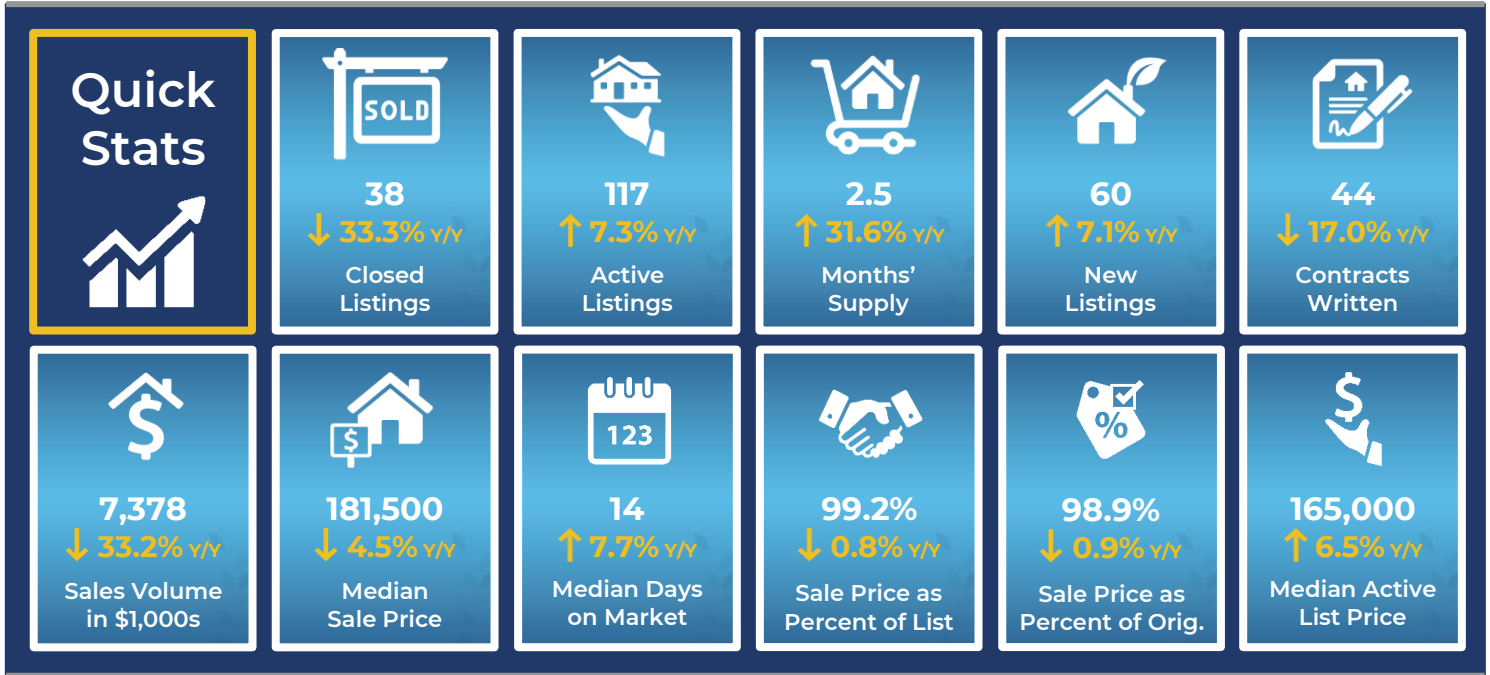 Quick
Stats
SOLD
38
↓ 33.3% Y/Y
Closed
Listings
117
↑ 7.3% Y/Y
Active
Listings
2.5
↑ 31.6% Y/Y
Months’
Supply
60
↑ 7.1% Y/Y
New
Listings
44
↓ 17.0% Y/Y
Contracts
Written
$
7,378
↓ 33.2% Y/Y
Sales Volume
in $1,000s
$
181,500
↓ 4.5% Y/Y
Median
Sale Price
123
14
↑ 7.7% Y/Y
Median Days
on Market
99.2%
↓ 0.8% Y/Y
Sale Price as
Percent of List
%
98.9%
↓ 0.9% Y/Y
Sale Price as
Percent of Orig.
$
165,000
↑ 6.5% Y/Y
Median Active
List Price